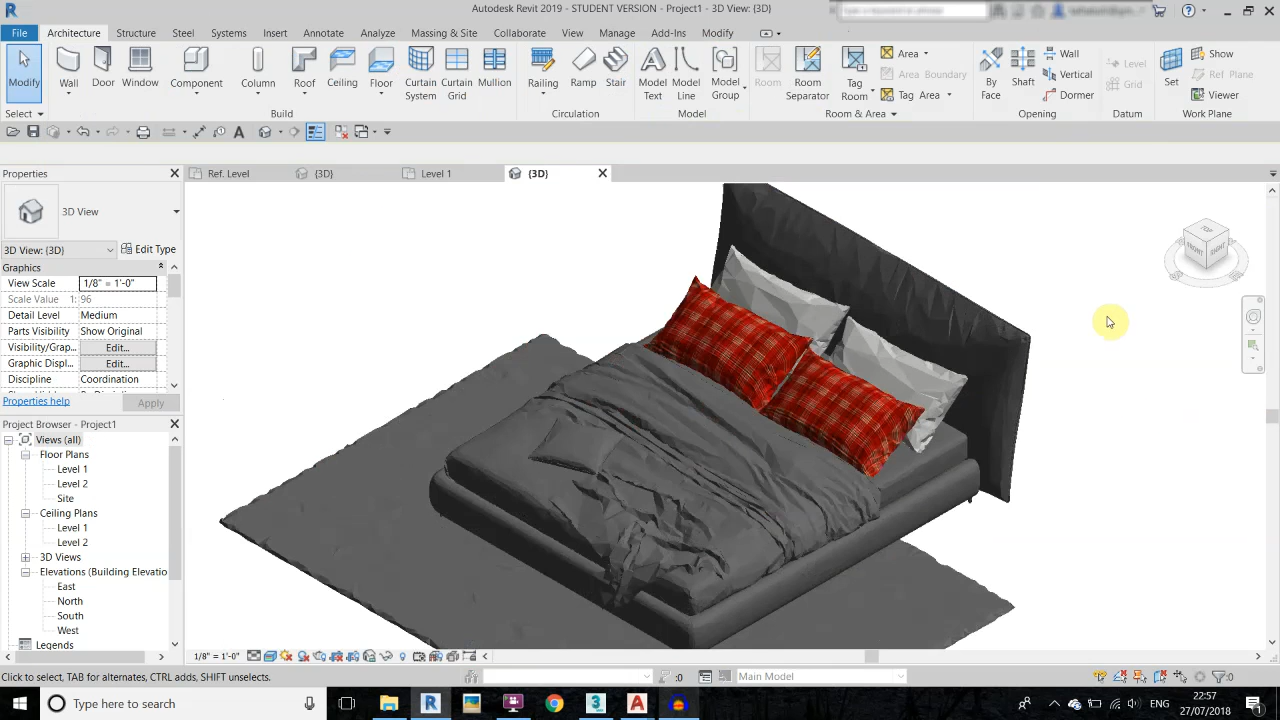 Autodesk Revit 2019 - STUDENT VERSION - Project1 - 3D View: {3D}
File Architecture Structure Steel Systems Insert Annotate Analyze Massing & Site Collaborate View Manage Add-Ins Modify
Modify Wall Door Window Component Column Roof Ceiling Floor Curtain System Curtain Grid Mullion Railing Ramp Stair Model Text Model Line Model Group Room Room Separator Tag Room Area Area Boundary Tag Area By Face Shaft Wall Vertical Dormer Level Grid Set Show Ref Plane Viewer
Select Build Circulation Model Room & Area Opening Datum Work Plane
Properties
Ref. Level {3D} Level 1 {3D}
3D View
3D View: {3D} Edit Type
Graphics
View Scale 1/8" = 1'-0"
Scale Value 1: 96
Detail Level Medium
Parts Visibility Show Original
Visibility/Grap... Edit...
Graphic Displ... Edit...
Discipline Coordination
Properties help Apply
Project Browser - Project1
Views (all)
Floor Plans
Level 1
Level 2
Site
Ceiling Plans
Level 1
Level 2
3D Views
Elevations (Building Elevatio
East
North
South
West
Legends
TOP
FRONT
RIGHT
1/8" = 1'-0"
Click to select, TAB for alternates, CTRL adds, SHIFT unselects. :0 Main Model :0
Type here to search
ENG
22:57
27/07/2018